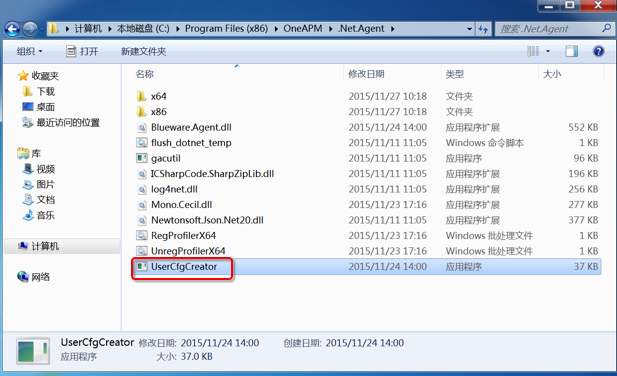 计算机 ▸ 本地磁盘 (C:) ▸ Program Files (x86) ▸ OneAPM ▸ .Net.Agent ▸
搜索 .Net.Agent
组织 打开 新建文件夹
收藏夹
下载
桌面
最近访问的位置
库
视频
图片
文档
音乐
计算机
网络
名称 修改日期 类型 大小
x64 2015/11/27 10:18 文件夹
x86 2015/11/27 10:18 文件夹
Blueware.Agent.dll 2015/11/24 14:00 应用程序扩展 552 KB
flush_dotnet_temp 2015/11/11 11:05 Windows 命令脚本 1 KB
gacutil 2015/11/11 11:05 应用程序 96 KB
ICSharpCode.SharpZipLib.dll 2015/11/11 11:05 应用程序扩展 196 KB
log4net.dll 2015/11/11 11:05 应用程序扩展 256 KB
Mono.Cecil.dll 2015/11/23 17:16 应用程序扩展 277 KB
Newtonsoft.Json.Net20.dll 2015/11/11 11:05 应用程序扩展 377 KB
RegProfilerX64 2015/11/23 17:16 Windows 批处理文件 1 KB
UnregProfilerX64 2015/11/23 17:16 Windows 批处理文件 1 KB
UserCfgCreator 2015/11/24 14:00 应用程序 37 KB
UserCfgCreator 修改日期: 2015/11/24 14:00 创建日期: 2015/11/24 14:00
应用程序 大小: 37.0 KB